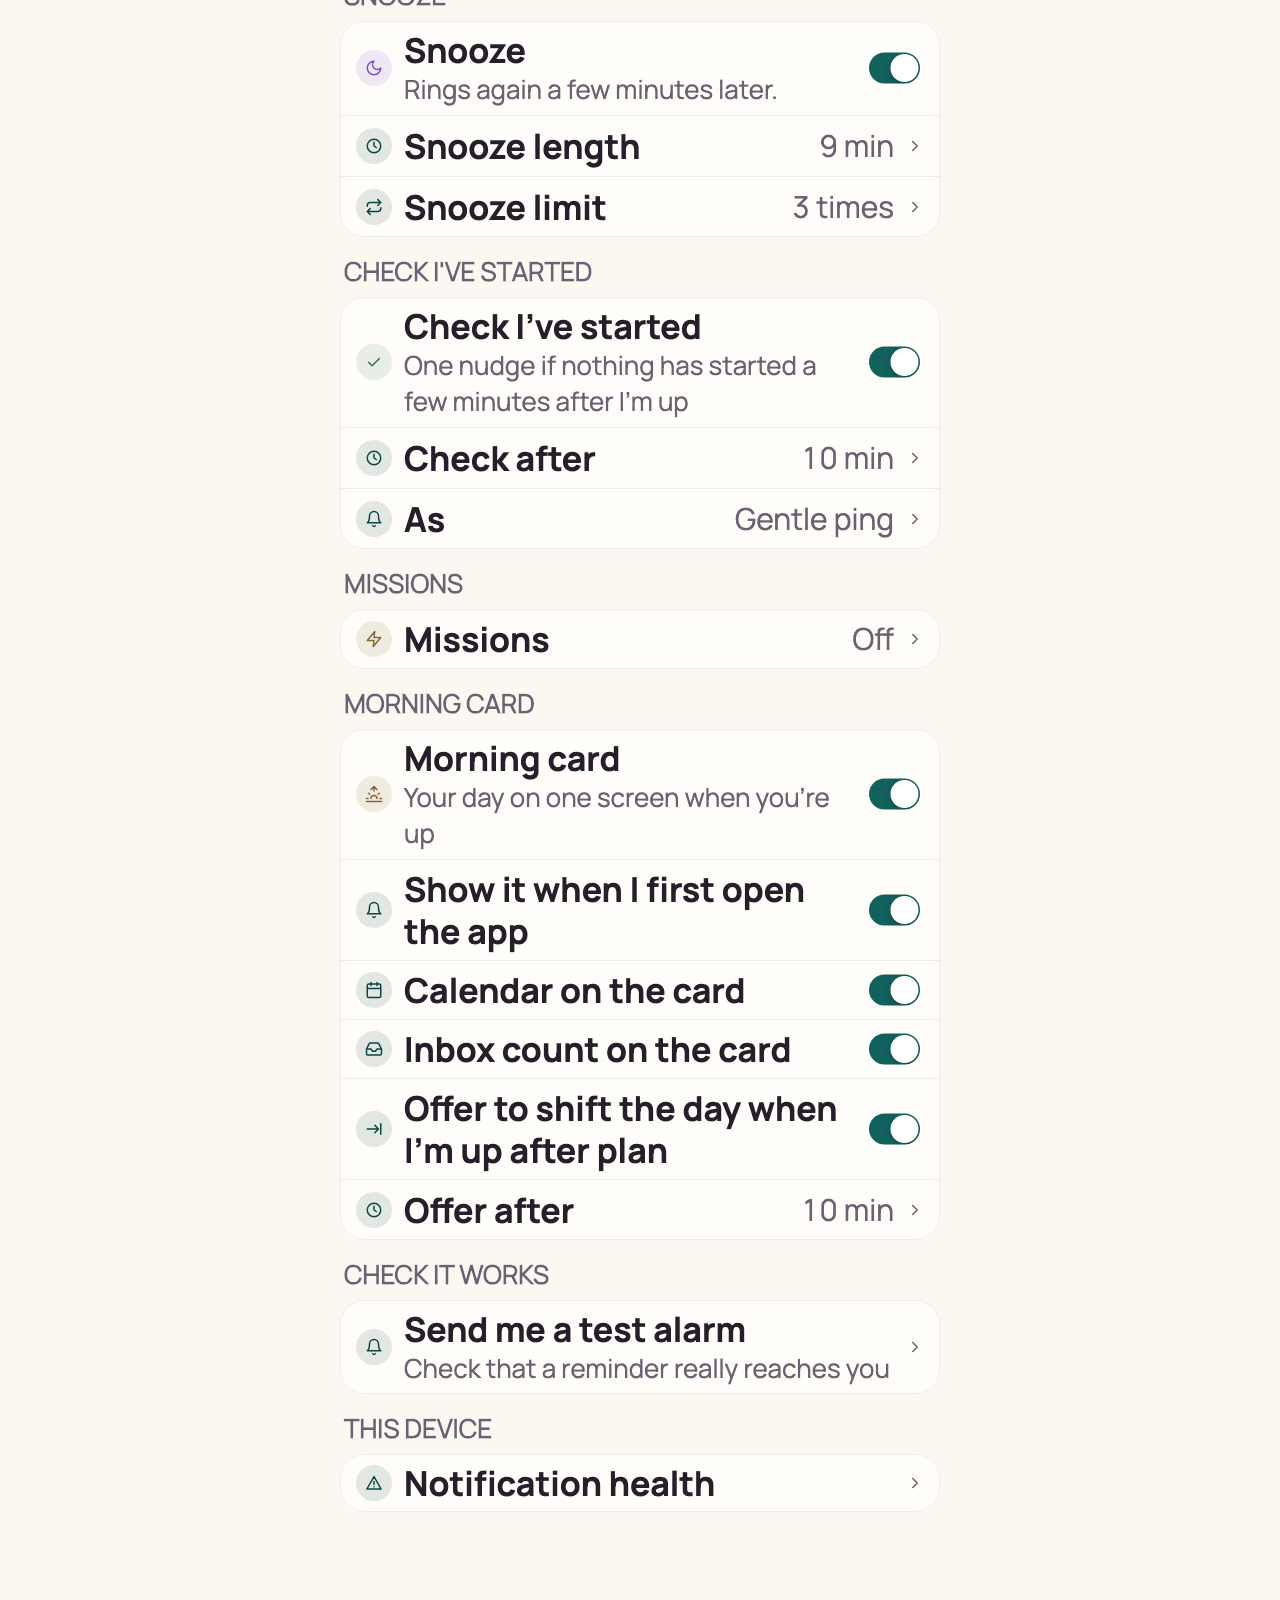 SNOOZE
Snooze
Rings again a few minutes later.
Snooze length
9 min
Snooze limit
3 times
CHECK I'VE STARTED
Check I’ve started
One nudge if nothing has started a
few minutes after I’m up
Check after
10 min
As
Gentle ping
MISSIONS
Missions
Off
MORNING CARD
Morning card
Your day on one screen when you’re
up
Show it when I first open
the app
Calendar on the card
Inbox count on the card
Offer to shift the day when
I’m up after plan
Offer after
10 min
CHECK IT WORKS
Send me a test alarm
Check that a reminder really reaches you
THIS DEVICE
Notification health